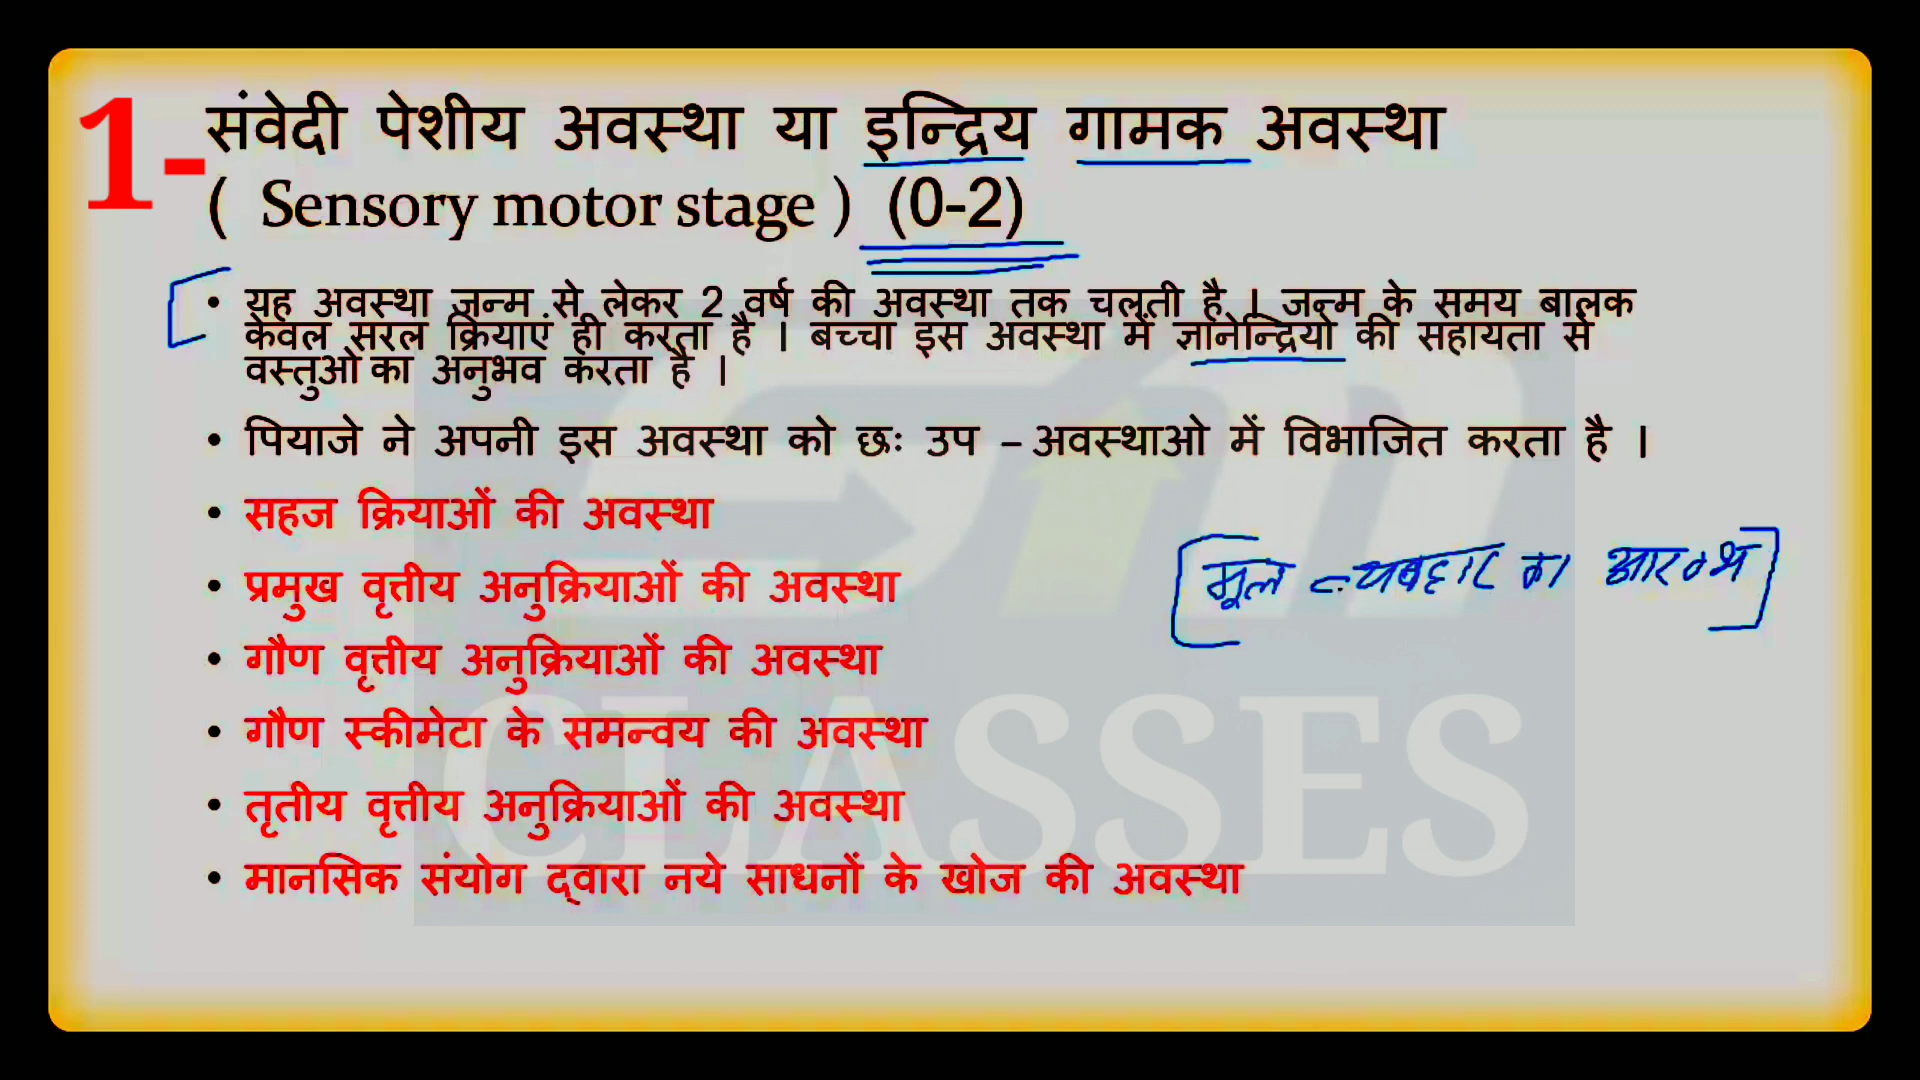 1-
संवेदी पेशीय अवस्था या इन्द्रिय गामक अवस्था
( Sensory motor stage ) (0-2)
• यह अवस्था जन्म से लेकर 2 वर्ष की अवस्था तक चलती है । जन्म के समय बालक
केवल सरल क्रियाएं ही करता है । बच्चा इस अवस्था में ज्ञानेन्द्रियो की सहायता से
वस्तुओ का अनुभव करता है ।
• पियाजे ने अपनी इस अवस्था को छः उप – अवस्थाओ में विभाजित करता है ।
• सहज क्रियाओं की अवस्था
• प्रमुख वृत्तीय अनुक्रियाओं की अवस्था
[मूल व्यवहार का आरम्भ]
• गौण वृत्तीय अनुक्रियाओं की अवस्था
• गौण स्कीमेटा के समन्वय की अवस्था
• तृतीय वृत्तीय अनुक्रियाओं की अवस्था
• मानसिक संयोग द्वारा नये साधनों के खोज की अवस्था
CLASSES